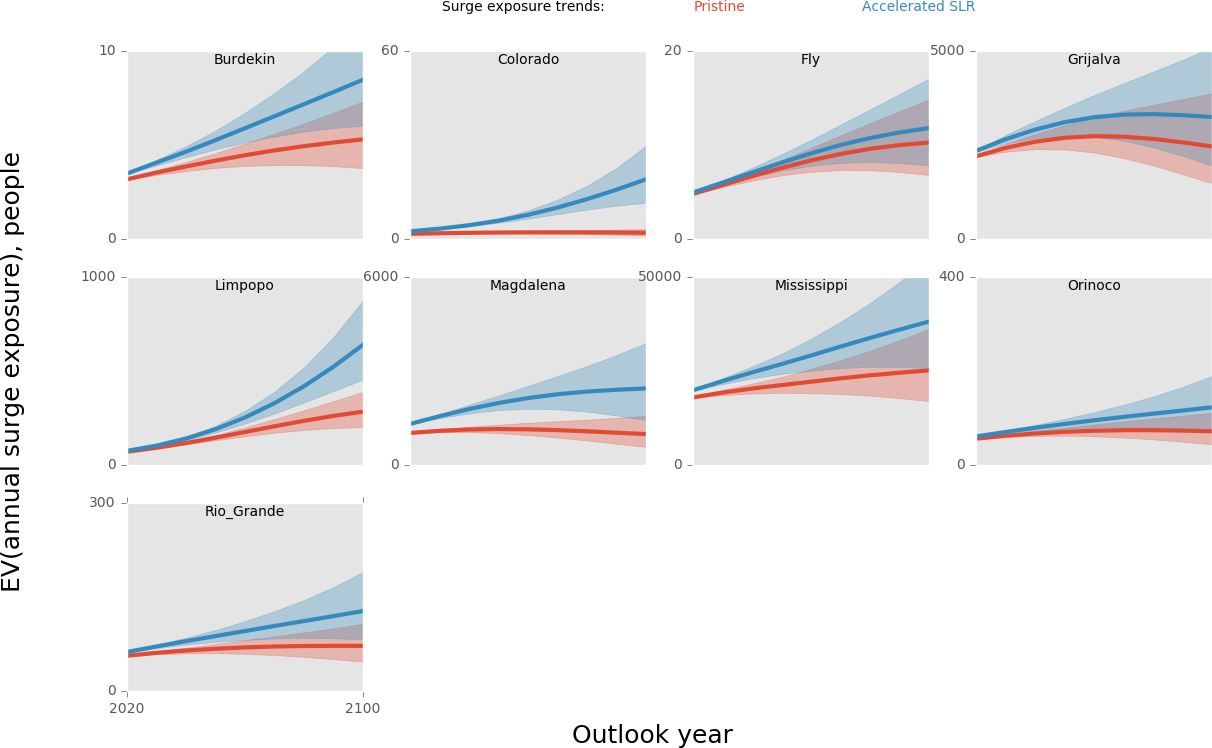 Surge exposure trends: Pristine Accelerated SLR
10 60 20 5000
Burdekin Colorado Fly Grijalva
0 0 0 0
1000 6000 50000 400
Limpopo Magdalena Mississippi Orinoco
0 0 0 0
300
Rio_Grande
0
2020 2100
EV(annual surge exposure), people
Outlook year